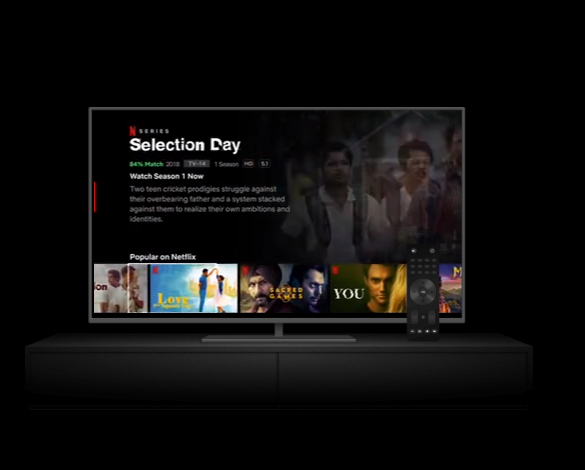 N SERIES
Selection Day
84% Match 2018 TV-14 1 Season HD 5.1
Watch Season 1 Now
Two teen cricket prodigies struggle against
their overbearing father and a system stacked
against them to realize their own ambitions and
identities.
Popular on Netflix
ion
Love
SACRED
GAMES
YOU
M